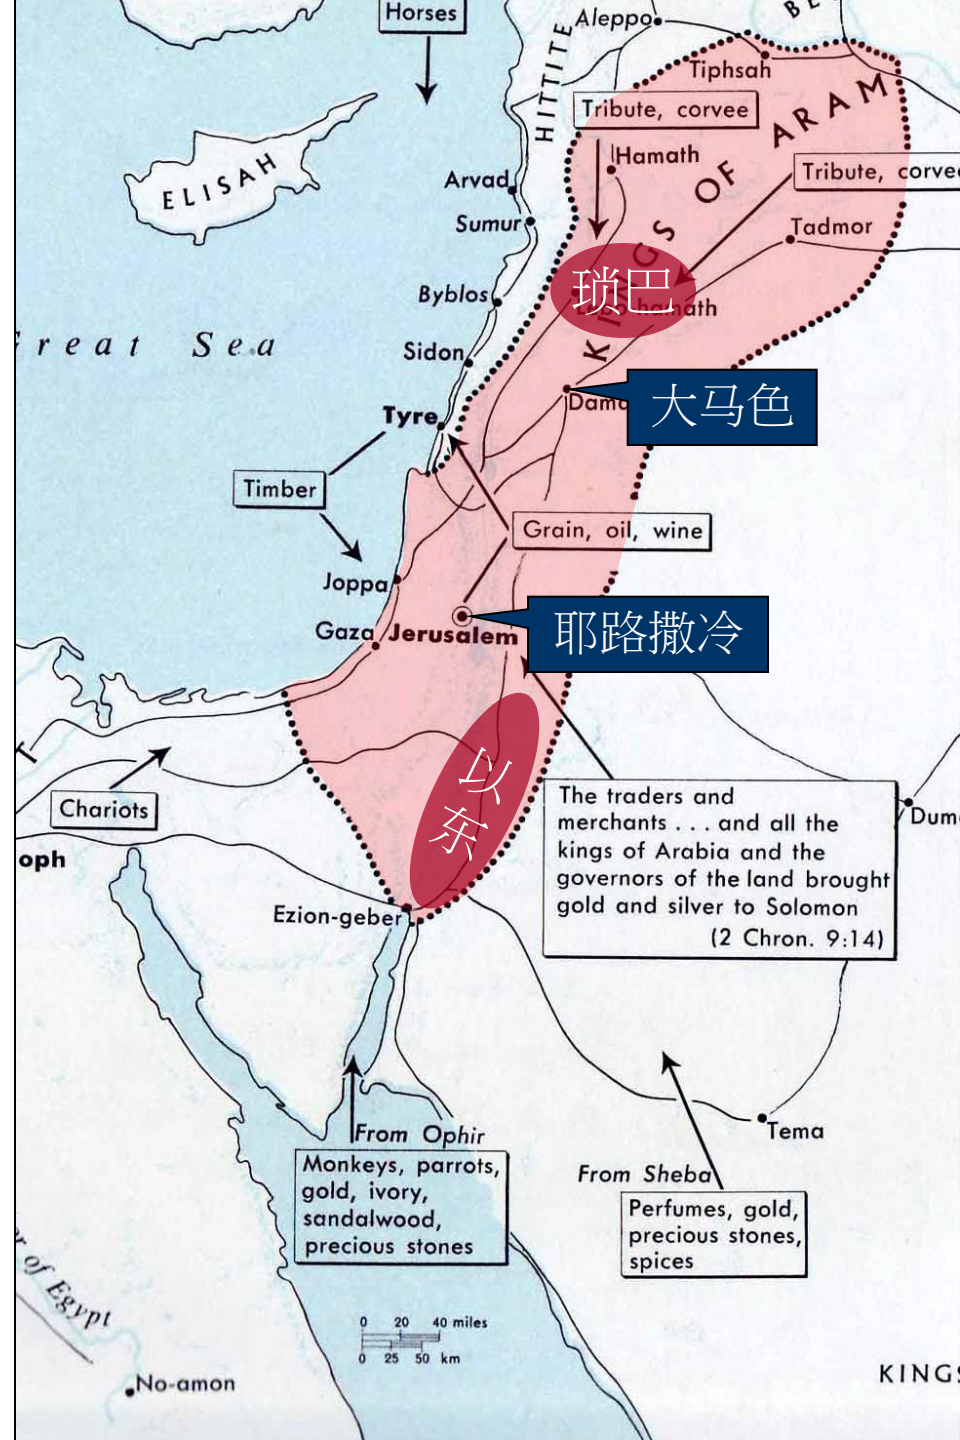 Horses
Aleppo
HITTITE
Tiphsah
Tribute, corvee
KINGS OF ARAM
Hamath
Tribute, corvee
ELISAH
Arvad
Sumur
Tadmor
琐巴
Byblos
hamath
Great Sea
Sidon
大马色
Tyre
Timber
Grain, oil, wine
Joppa
耶路撒冷
Gaza
Jerusalem
以东
Chariots
The traders and
merchants . . . and all the
kings of Arabia and the
governors of the land brought
gold and silver to Solomon
(2 Chron. 9:14)
Dum
oph
Ezion-geber
From Ophir
Monkeys, parrots,
gold, ivory,
sandalwood,
precious stones
Tema
From Sheba
Perfumes, gold,
precious stones,
spices
er of Egypt
0 20 40 miles
0 25 50 km
No-amon
KINGS